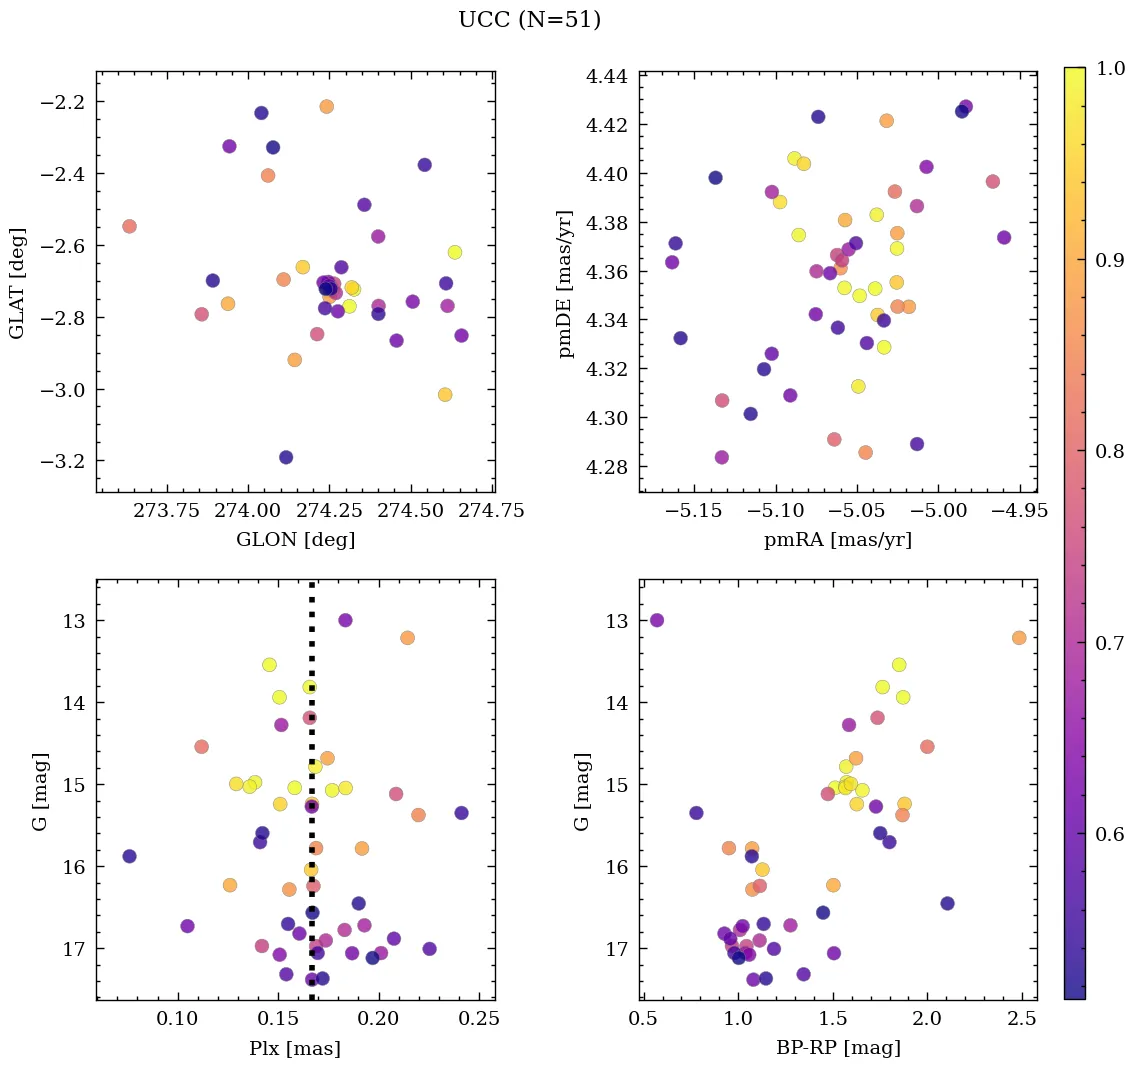 UCC (N=51)
−2.2
−2.4
−2.6
−2.8
−3.0
−3.2
GLAT [deg]
273.75 274.00 274.25 274.50 274.75
GLON [deg]
4.44
4.42
4.40
4.38
4.36
4.34
4.32
4.30
4.28
pmDE [mas/yr]
−5.15 −5.10 −5.05 −5.00 −4.95
pmRA [mas/yr]
13
14
15
16
17
G [mag]
0.10 0.15 0.20 0.25
Plx [mas]
13
14
15
16
17
G [mag]
0.5 1.0 1.5 2.0 2.5
BP-RP [mag]
1.0
0.9
0.8
0.7
0.6